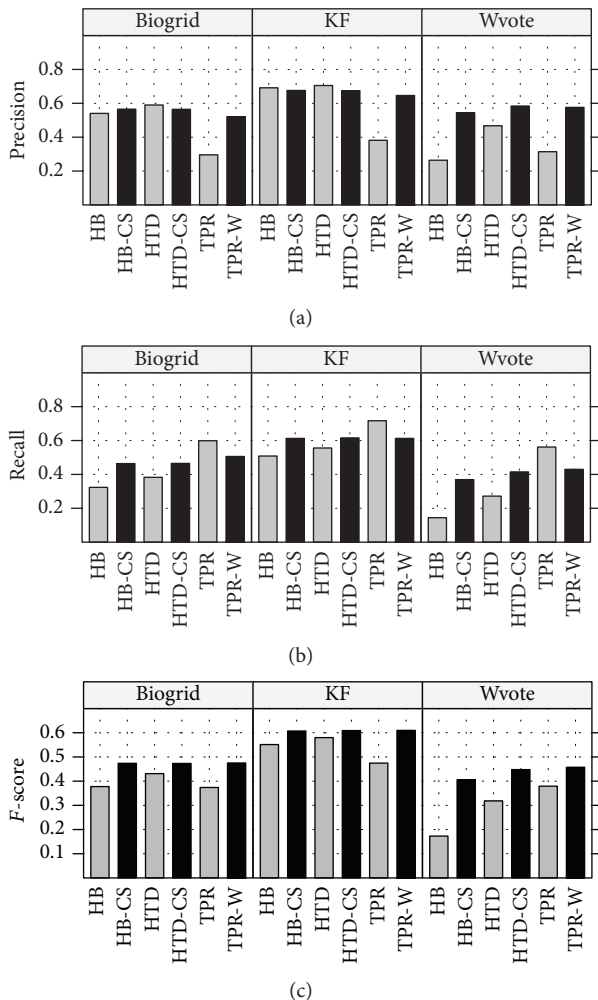 Biogrid KF Wvote
Precision
0.8
0.6
0.4
0.2
HB HB-CS HTD HTD-CS TPR TPR-W HB HB-CS HTD HTD-CS TPR TPR-W HB HB-CS HTD HTD-CS TPR TPR-W
(a)
Biogrid KF Wvote
Recall
0.8
0.6
0.4
0.2
HB HB-CS HTD HTD-CS TPR TPR-W HB HB-CS HTD HTD-CS TPR TPR-W HB HB-CS HTD HTD-CS TPR TPR-W
(b)
Biogrid KF Wvote
F-score
0.6
0.5
0.4
0.3
0.2
0.1
HB HB-CS HTD HTD-CS TPR TPR-W HB HB-CS HTD HTD-CS TPR TPR-W HB HB-CS HTD HTD-CS TPR TPR-W
(c)